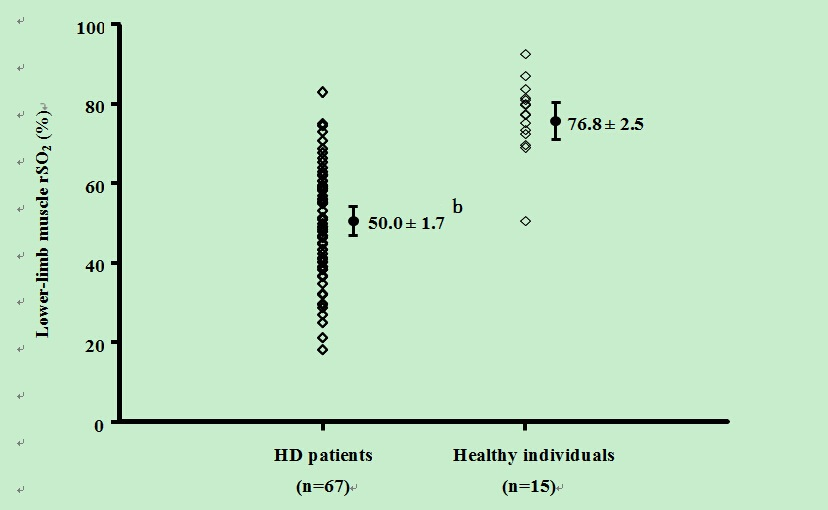 Lower-limb muscle rSO₂ (%)
100
80
60
40
20
0
50.0 ± 1.7 b
76.8 ± 2.5
HD patients
(n=67)
Healthy individuals
(n=15)